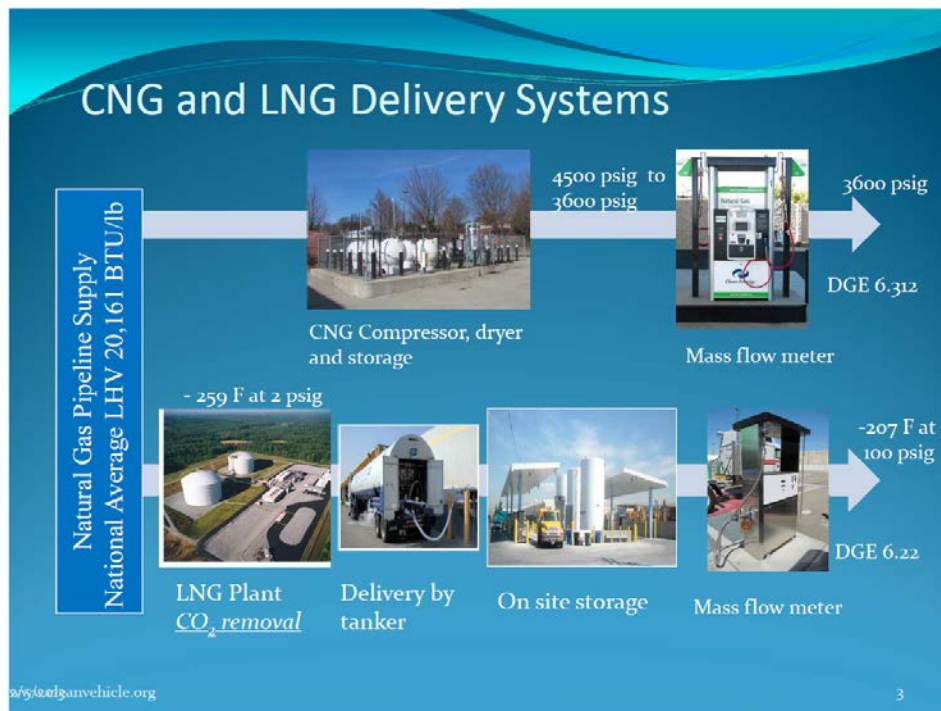 CNG and LNG Delivery Systems
Natural Gas Pipeline Supply
National Average LHV 20,161 BTU/lb
4500 psig to
3600 psig
3600 psig
Natural Gas
DGE 6.312
CNG Compressor, dryer
and storage
Mass flow meter
- 259 F at 2 psig
-207 F at
100 psig
DGE 6.22
LNG Plant
CO₂ removal
Delivery by
tanker
On site storage
Mass flow meter
3